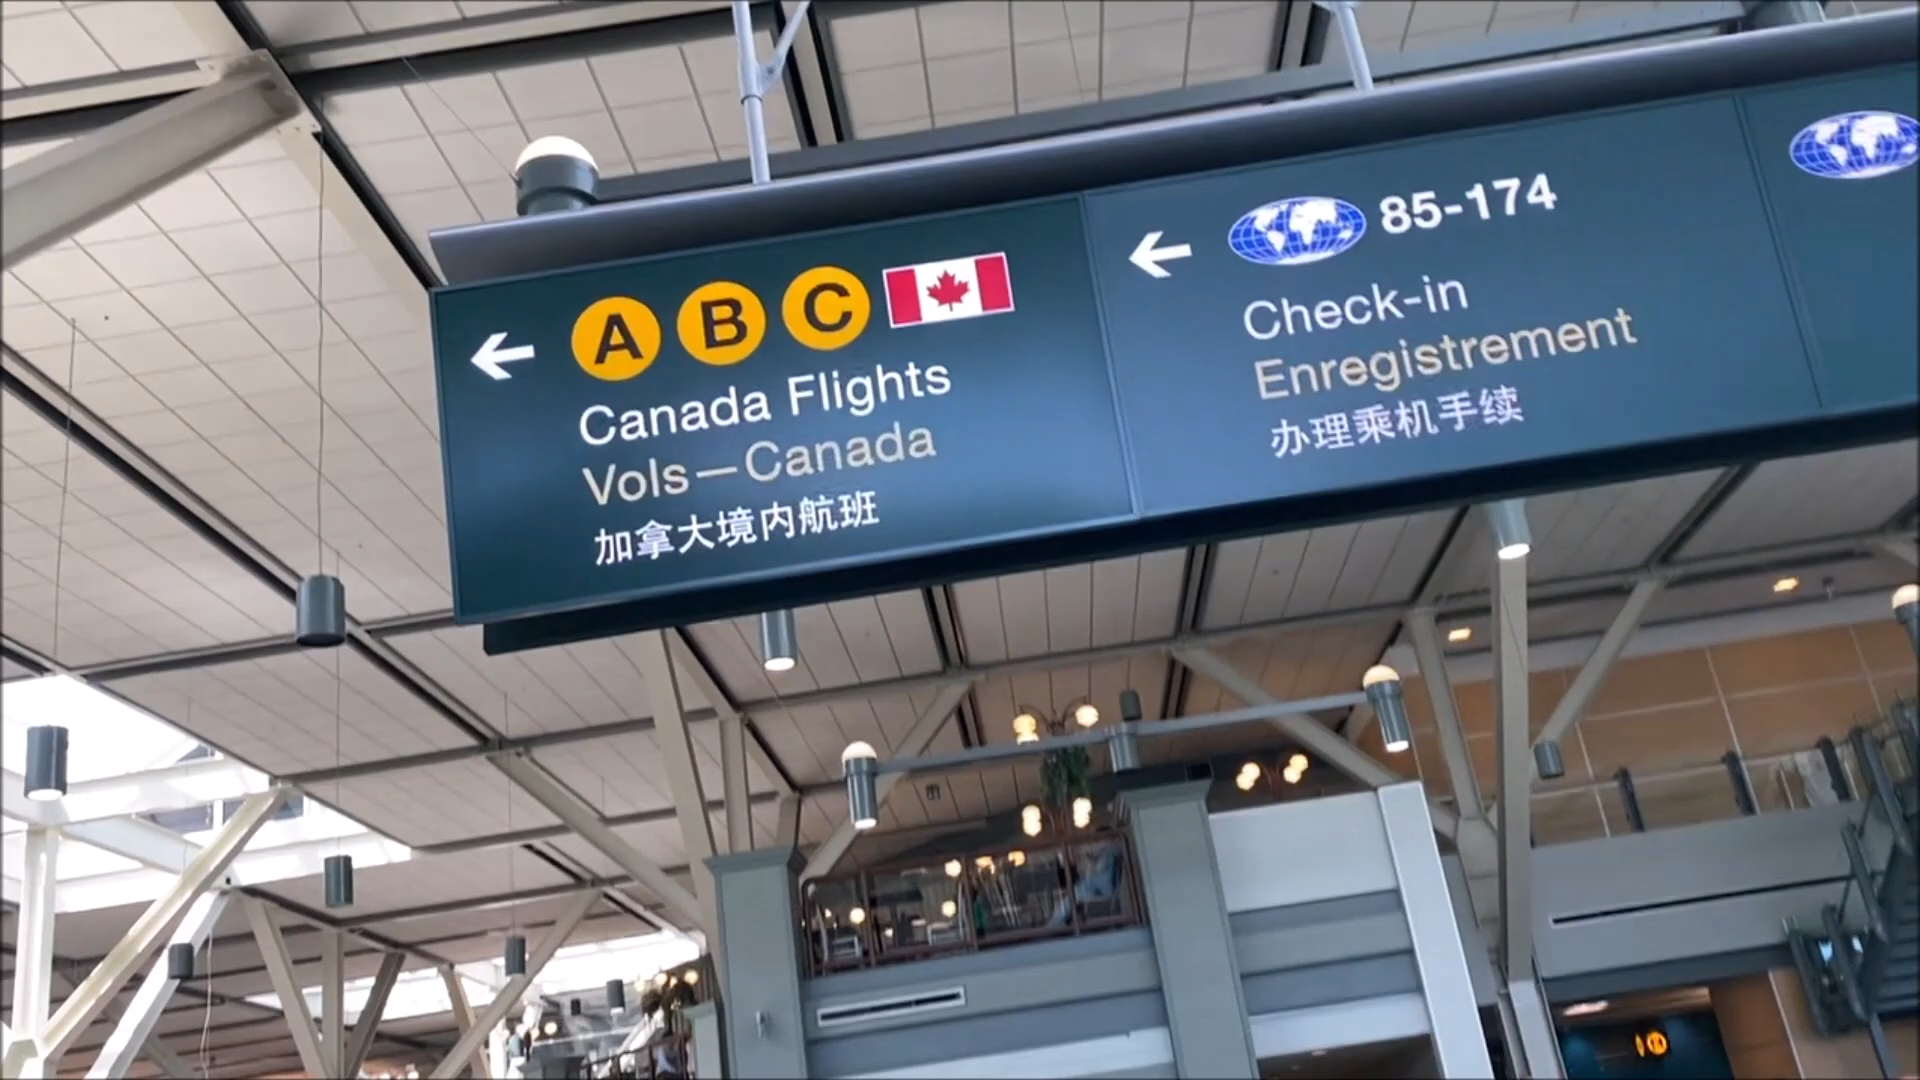 A B C
Canada Flights
Vols—Canada
加拿大境内航班
85-174
Check-in
Enregistrement
办理乘机手续